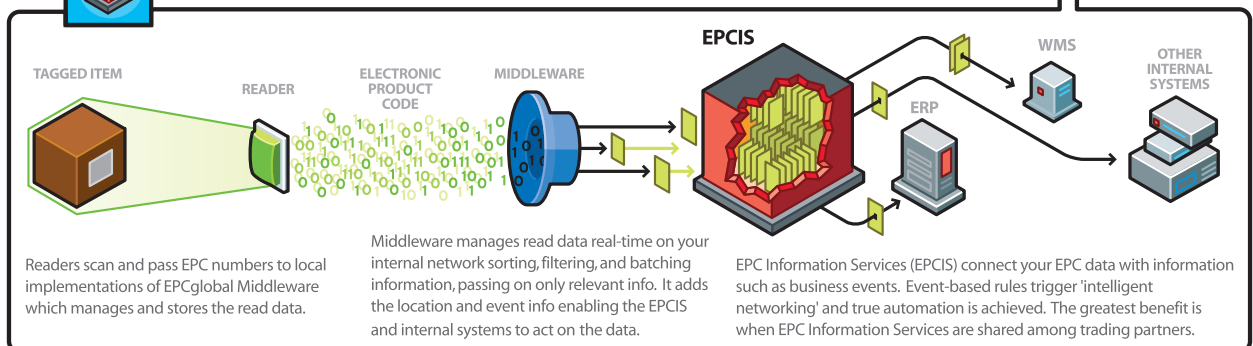 TAGGED ITEM
READER
ELECTRONIC
PRODUCT
CODE
MIDDLEWARE
EPCIS
WMS
ERP
OTHER
INTERNAL
SYSTEMS
Readers scan and pass EPC numbers to local
implementations of EPCglobal Middleware
which manages and stores the read data.
Middleware manages read data real-time on your
internal network sorting, filtering, and batching
information, passing on only relevant info. It adds
the location and event info enabling the EPCIS
and internal systems to act on the data.
EPC Information Services (EPCIS) connect your EPC data with information
such as business events. Event-based rules trigger 'intelligent
networking' and true automation is achieved. The greatest benefit is
when EPC Information Services are shared among trading partners.